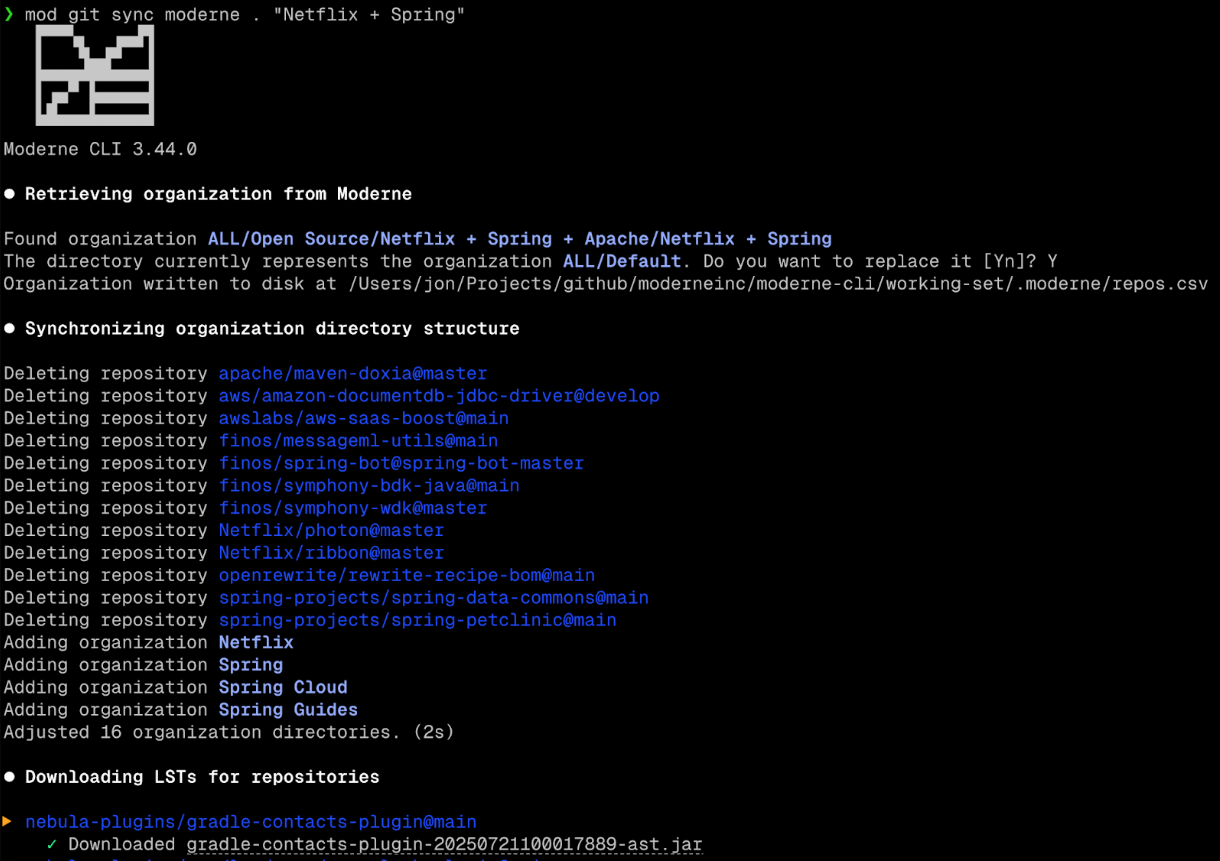 ❯ mod git sync moderne . "Netflix + Spring"
Moderne CLI 3.44.0
● Retrieving organization from Moderne
Found organization ALL/Open Source/Netflix + Spring + Apache/Netflix + Spring
The directory currently represents the organization ALL/Default. Do you want to replace it [Yn]? Y
Organization written to disk at /Users/jon/Projects/github/moderneinc/moderne-cli/working-set/.moderne/repos.csv
● Synchronizing organization directory structure
Deleting repository apache/maven-doxia@master
Deleting repository aws/amazon-documentdb-jdbc-driver@develop
Deleting repository awslabs/aws-saas-boost@main
Deleting repository finos/messageml-utils@main
Deleting repository finos/spring-bot@spring-bot-master
Deleting repository finos/symphony-bdk-java@main
Deleting repository finos/symphony-wdk@master
Deleting repository Netflix/photon@master
Deleting repository Netflix/ribbon@master
Deleting repository openrewrite/rewrite-recipe-bom@main
Deleting repository spring-projects/spring-data-commons@main
Deleting repository spring-projects/spring-petclinic@main
Adding organization Netflix
Adding organization Spring
Adding organization Spring Cloud
Adding organization Spring Guides
Adjusted 16 organization directories. (2s)
● Downloading LSTs for repositories
▶ nebula-plugins/gradle-contacts-plugin@main
✓ Downloaded gradle-contacts-plugin-20250721100017889-ast.jar